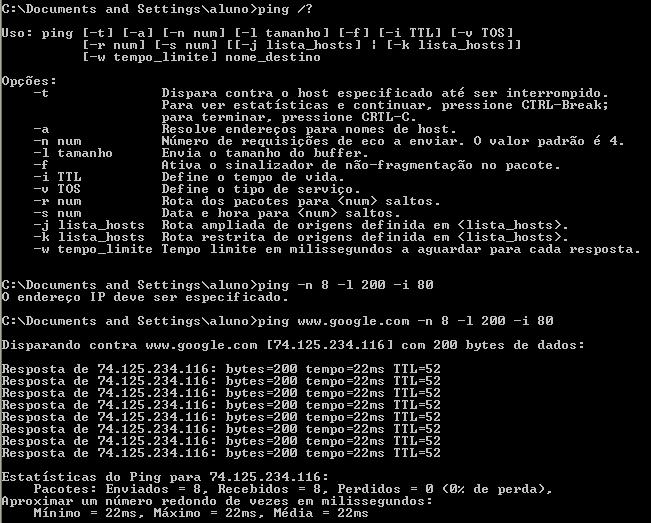 C:\Documents and Settings\aluno>ping /?
Uso: ping [-t] [-a] [-n num] [-l tamanho] [-f] [-i TTL] [-v TOS]
[-r num] [-s num] [[-j lista_hosts] | [-k lista_hosts]]
[-w tempo_limite] nome_destino
Opções:
-t Dispara contra o host especificado até ser interrompido.
Para ver estatísticas e continuar, pressione CTRL-Break;
para terminar, pressione CRTL-C.
-a Resolve endereços para nomes de host.
-n num Número de requisições de eco a enviar. O valor padrão é 4.
-l tamanho Envia o tamanho do buffer.
-f Ativa o sinalizador de não-fragmentação no pacote.
-i TTL Define o tempo de vida.
-v TOS Define o tipo de serviço.
-r num Rota dos pacotes para <num> saltos.
-s num Data e hora para <num> saltos.
-j lista_hosts Rota ampliada de origens definida em <lista_hosts>.
-k lista_hosts Rota restrita de origens definida em <lista_hosts>.
-w tempo_limite Tempo limite em milissegundos a aguardar para cada resposta.
C:\Documents and Settings\aluno>ping -n 8 -l 200 -i 80
O endereço IP deve ser especificado.
C:\Documents and Settings\aluno>ping www.google.com -n 8 -l 200 -i 80
Disparando contra www.google.com [74.125.234.116] com 200 bytes de dados:
Resposta de 74.125.234.116: bytes=200 tempo=22ms TTL=52
Resposta de 74.125.234.116: bytes=200 tempo=22ms TTL=52
Resposta de 74.125.234.116: bytes=200 tempo=22ms TTL=52
Resposta de 74.125.234.116: bytes=200 tempo=22ms TTL=52
Resposta de 74.125.234.116: bytes=200 tempo=22ms TTL=52
Resposta de 74.125.234.116: bytes=200 tempo=22ms TTL=52
Resposta de 74.125.234.116: bytes=200 tempo=22ms TTL=52
Resposta de 74.125.234.116: bytes=200 tempo=22ms TTL=52
Estatísticas do Ping para 74.125.234.116:
Pacotes: Enviados = 8, Recebidos = 8, Perdidos = 0 (0% de perda),
Aproximar um número redondo de vezes em milissegundos:
Mínimo = 22ms, Máximo = 22ms, Média = 22ms